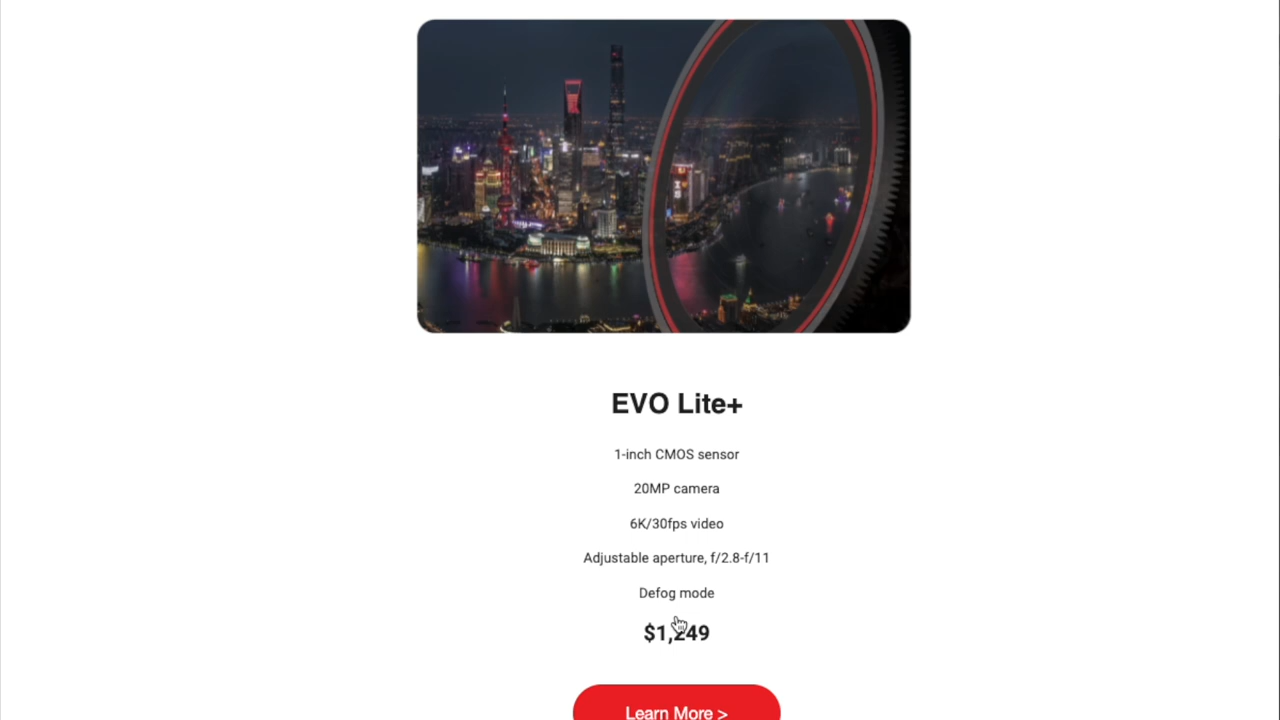 EVO Lite+
1-inch CMOS sensor
20MP camera
6K/30fps video
Adjustable aperture, f/2.8-f/11
Defog mode
$1,249
Learn More >